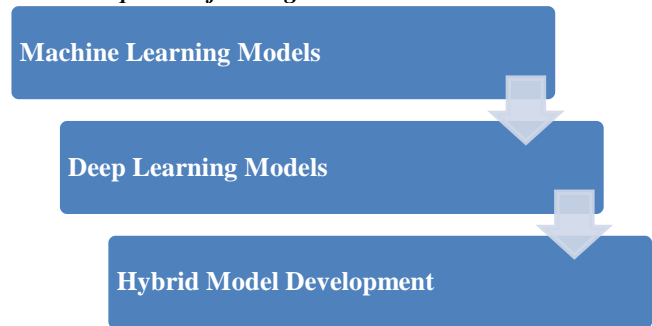 Machine Learning Models
Deep Learning Models
Hybrid Model Development